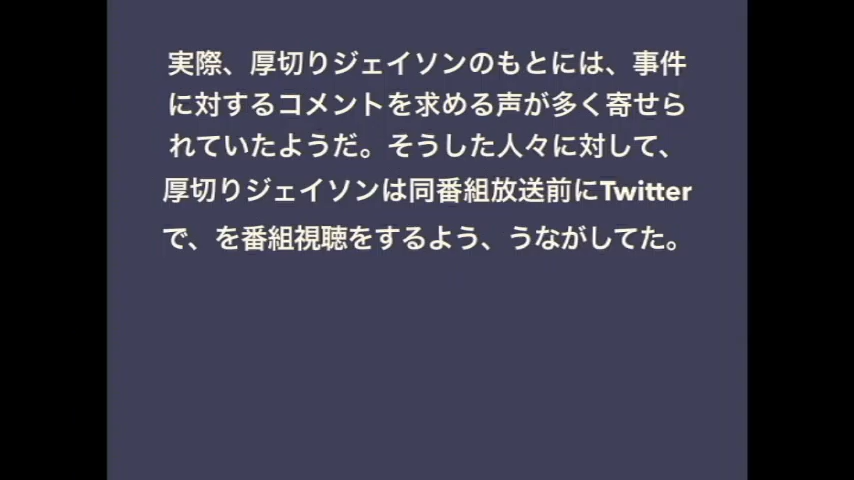 実際、厚切りジェイソンのもとには、事件
に対するコメントを求める声が多く寄せら
れていたようだ。そうした人々に対して、
厚切りジェイソンは同番組放送前にTwitter
で、を番組視聴をするよう、うながしてた。